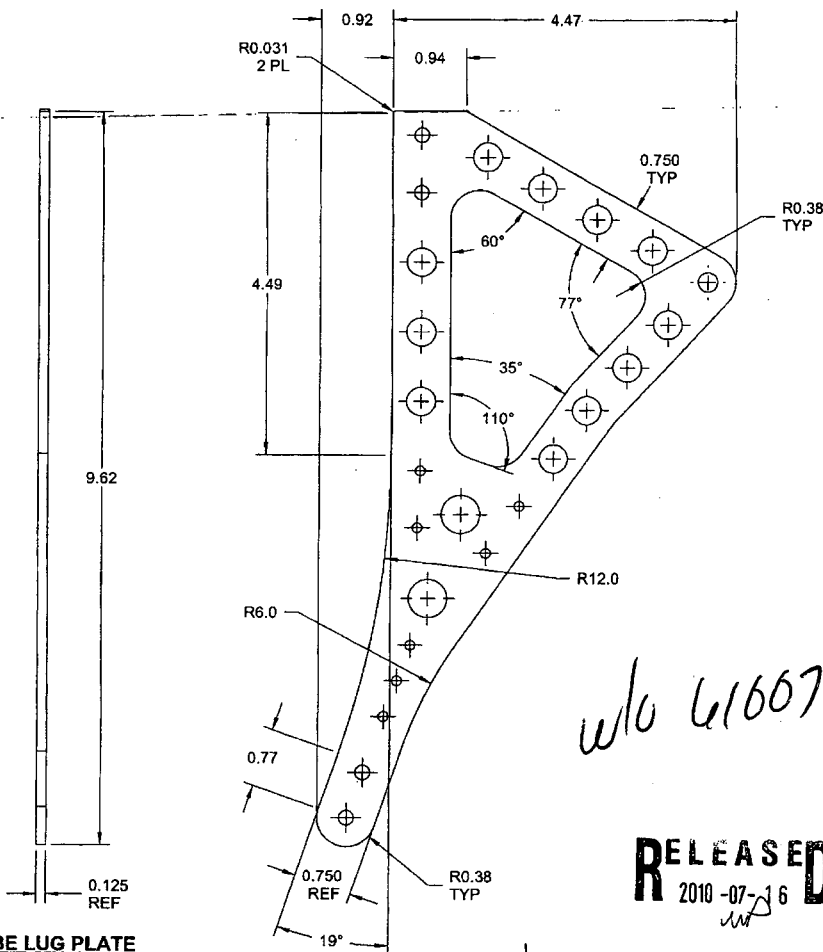 0.92
4.47
R0.031
2 PL
0.94
0.750
TYP
R0.38
TYP
60°
4.49
77°
35°
110°
9.62
R12.0
R6.0
w/o 61007
0.77
0.750
REF
R0.38
TYP
RELEASED
2010-07-16
0.125
REF
19°
BE LUG PLATE